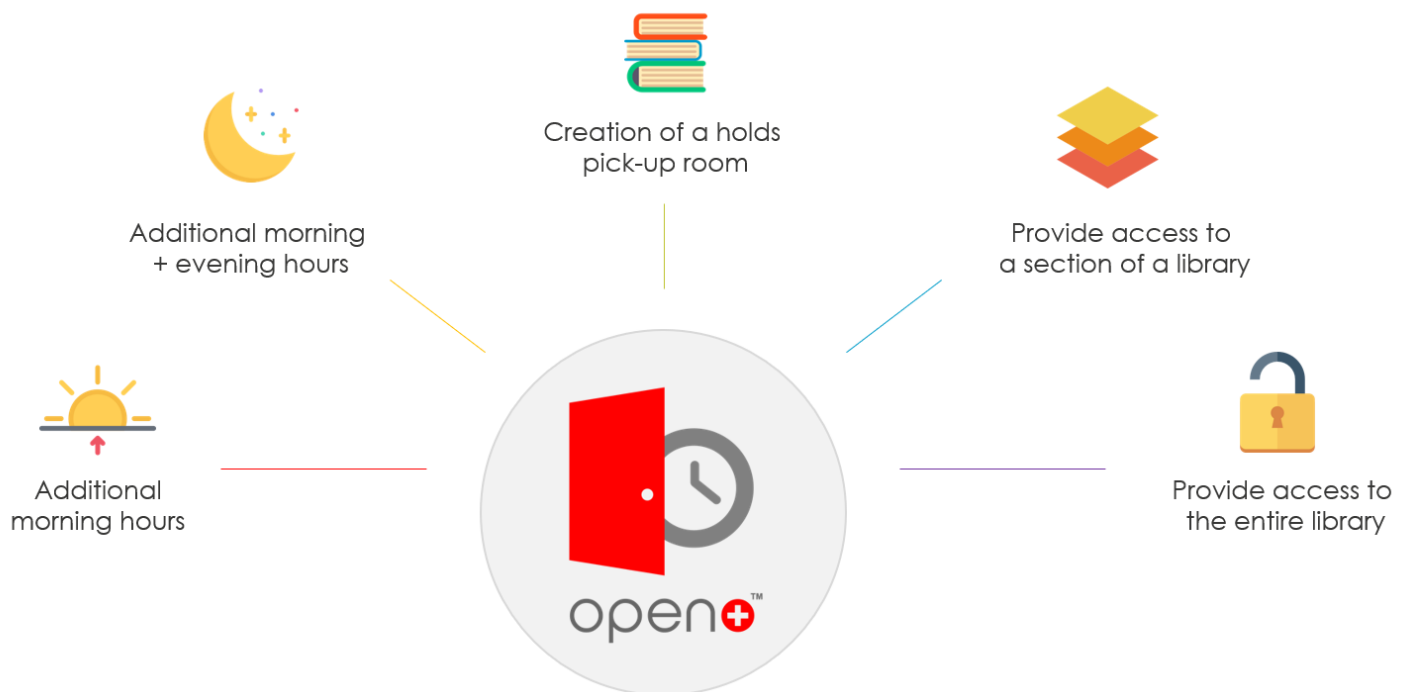 Creation of a holds
pick-up room
Additional morning
+ evening hours
Provide access to
a section of a library
Additional
morning hours
Provide access to
the entire library
open+™